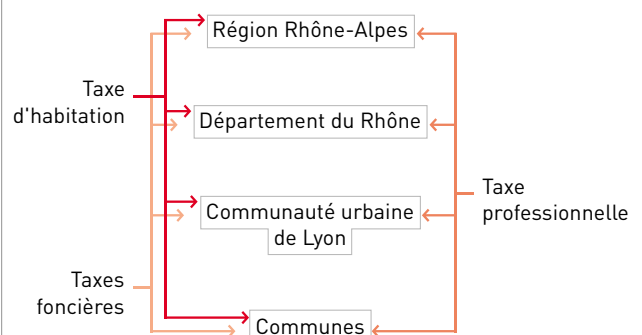 Région Rhône-Alpes
Taxe
d'habitation
Département du Rhône
Communauté urbaine
de Lyon
Taxe
professionnelle
Taxes
foncières
Communes